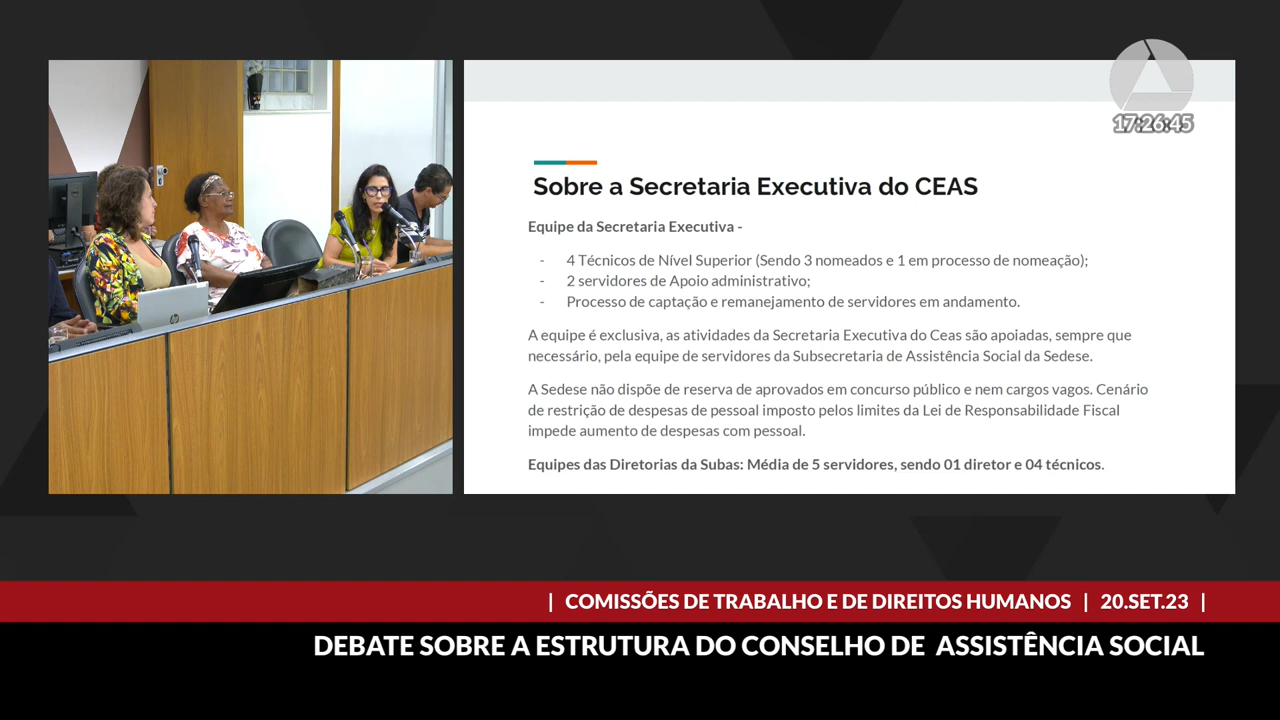 17:26:45
Sobre a Secretaria Executiva do CEAS
Equipe da Secretaria Executiva -
- 4 Técnicos de Nível Superior (Sendo 3 nomeados e 1 em processo de nomeação);
- 2 servidores de Apoio administrativo;
- Processo de captação e remanejamento de servidores em andamento.
A equipe é exclusiva, as atividades da Secretaria Executiva do Ceas são apoiadas, sempre que
necessário, pela equipe de servidores da Subsecretaria de Assistência Social da Sedese.
A Sedese não dispõe de reserva de aprovados em concurso público e nem cargos vagos. Cenário
de restrição de despesas de pessoal imposto pelos limites da Lei de Responsabilidade Fiscal
impede aumento de despesas com pessoal.
Equipes das Diretorias da Subas: Média de 5 servidores, sendo 01 diretor e 04 técnicos.
hp
| COMISSÕES DE TRABALHO E DE DIREITOS HUMANOS | 20.SET.23 |
DEBATE SOBRE A ESTRUTURA DO CONSELHO DE ASSISTÊNCIA SOCIAL